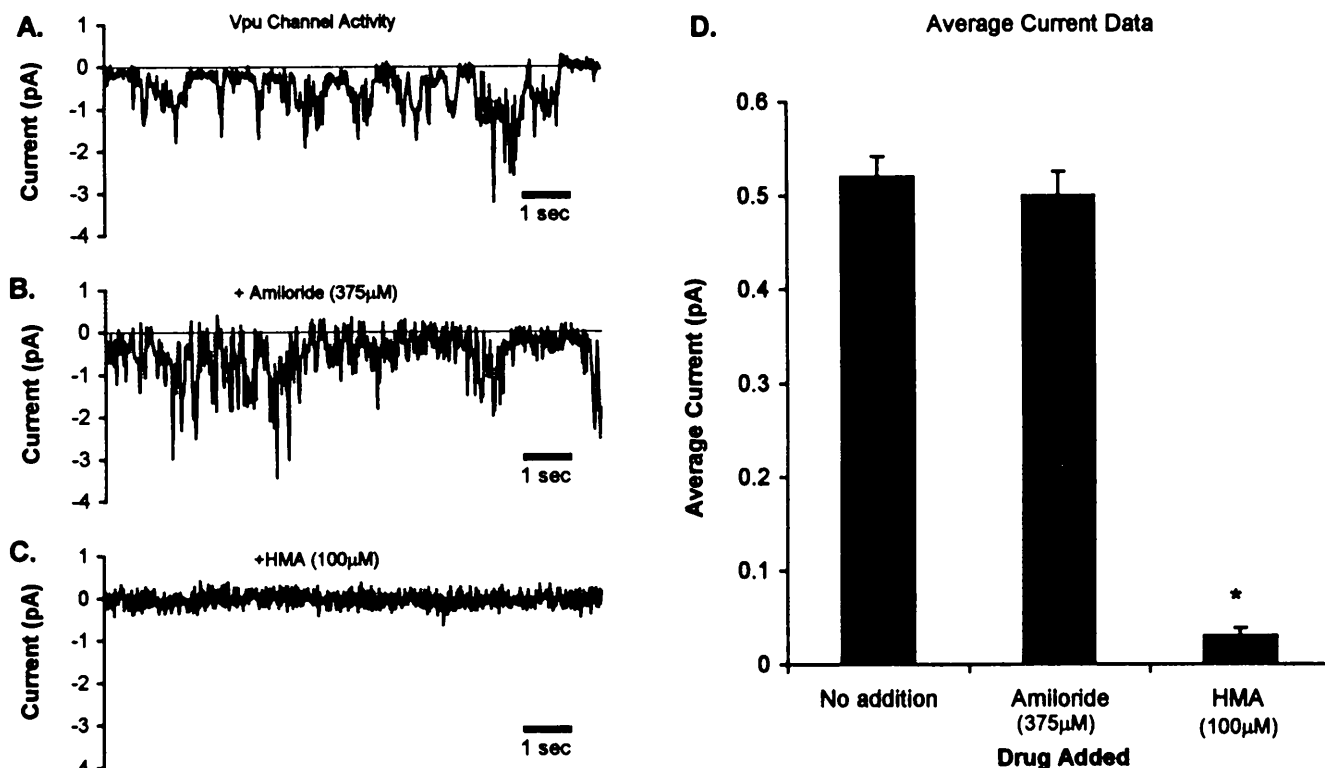 A.
Vpu Channel Activity
Current (pA)
1
0
-1
-2
-3
-4
1 sec
B.
+ Amiloride (375µM)
Current (pA)
1
0
-1
-2
-3
-4
1 sec
C.
+HMA (100µM)
Current (pA)
1
0
-1
-2
-3
-4
1 sec
D.
Average Current Data
Average Current (pA)
0.6
0.5
0.4
0.3
0.2
0.1
0
*
No addition
Amiloride
(375µM)
HMA
(100µM)
Drug Added